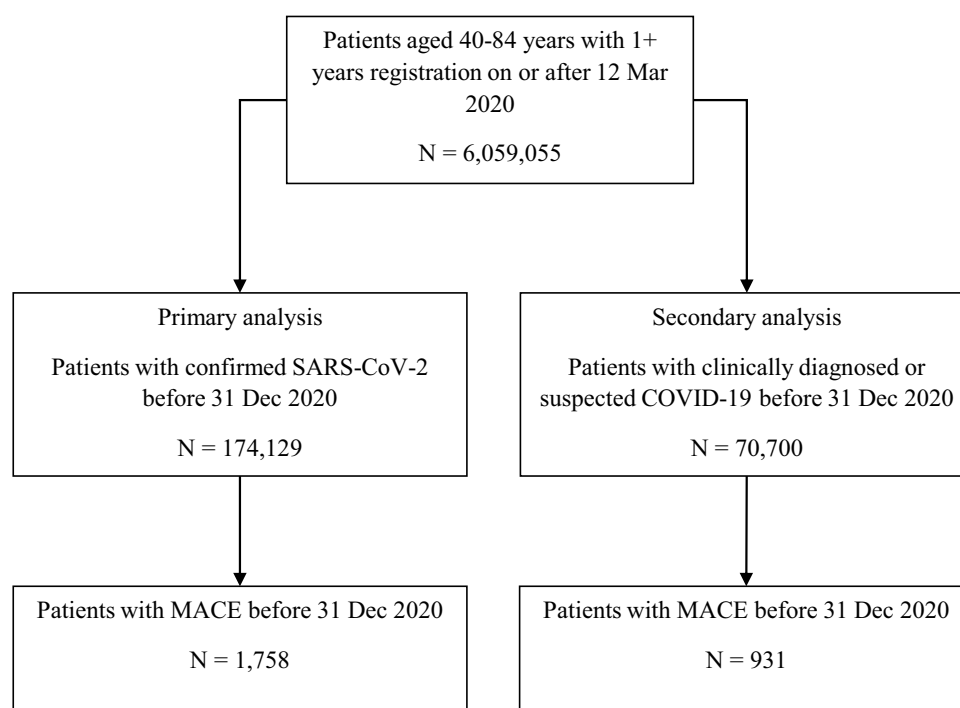 Patients aged 40-84 years with 1+
years registration on or after 12 Mar
2020
N = 6,059,055
Primary analysis
Patients with confirmed SARS-CoV-2
before 31 Dec 2020
N = 174,129
Secondary analysis
Patients with clinically diagnosed or
suspected COVID-19 before 31 Dec 2020
N = 70,700
Patients with MACE before 31 Dec 2020
N = 1,758
Patients with MACE before 31 Dec 2020
N = 931